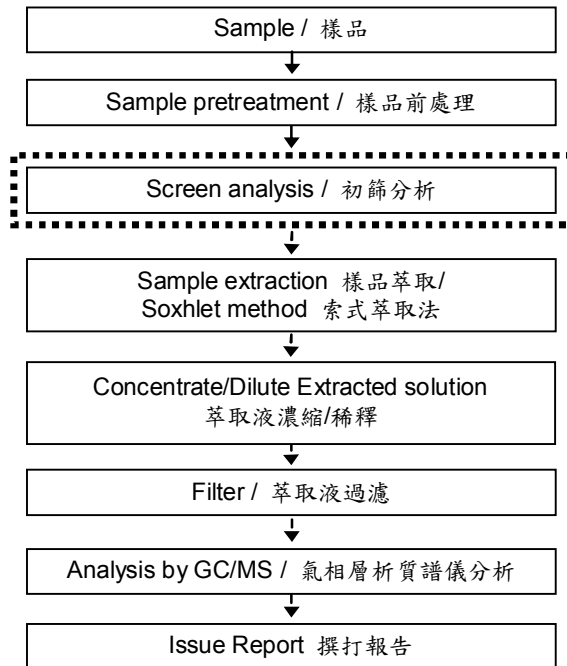 Sample / 樣品
Sample pretreatment / 樣品前處理
Screen analysis / 初篩分析
Sample extraction 樣品萃取/
Soxhlet method 索式萃取法
Concentrate/Dilute Extracted solution
萃取液濃縮/稀釋
Filter / 萃取液過濾
Analysis by GC/MS / 氣相層析質譜儀分析
Issue Report 撰打報告